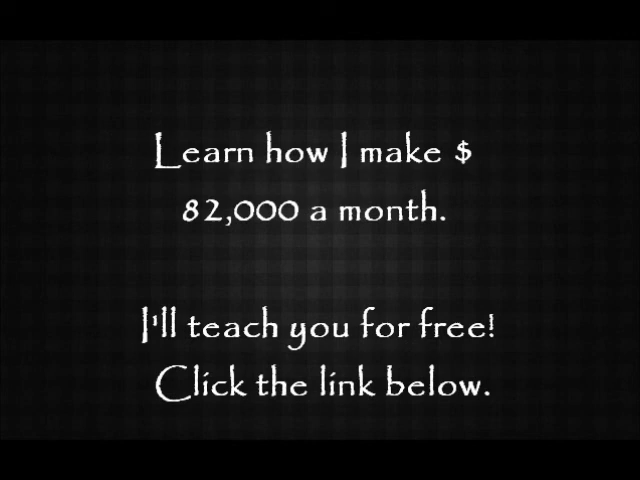 Learn how I make $
82,000 a month.
I'll teach you for free!
Click the link below.